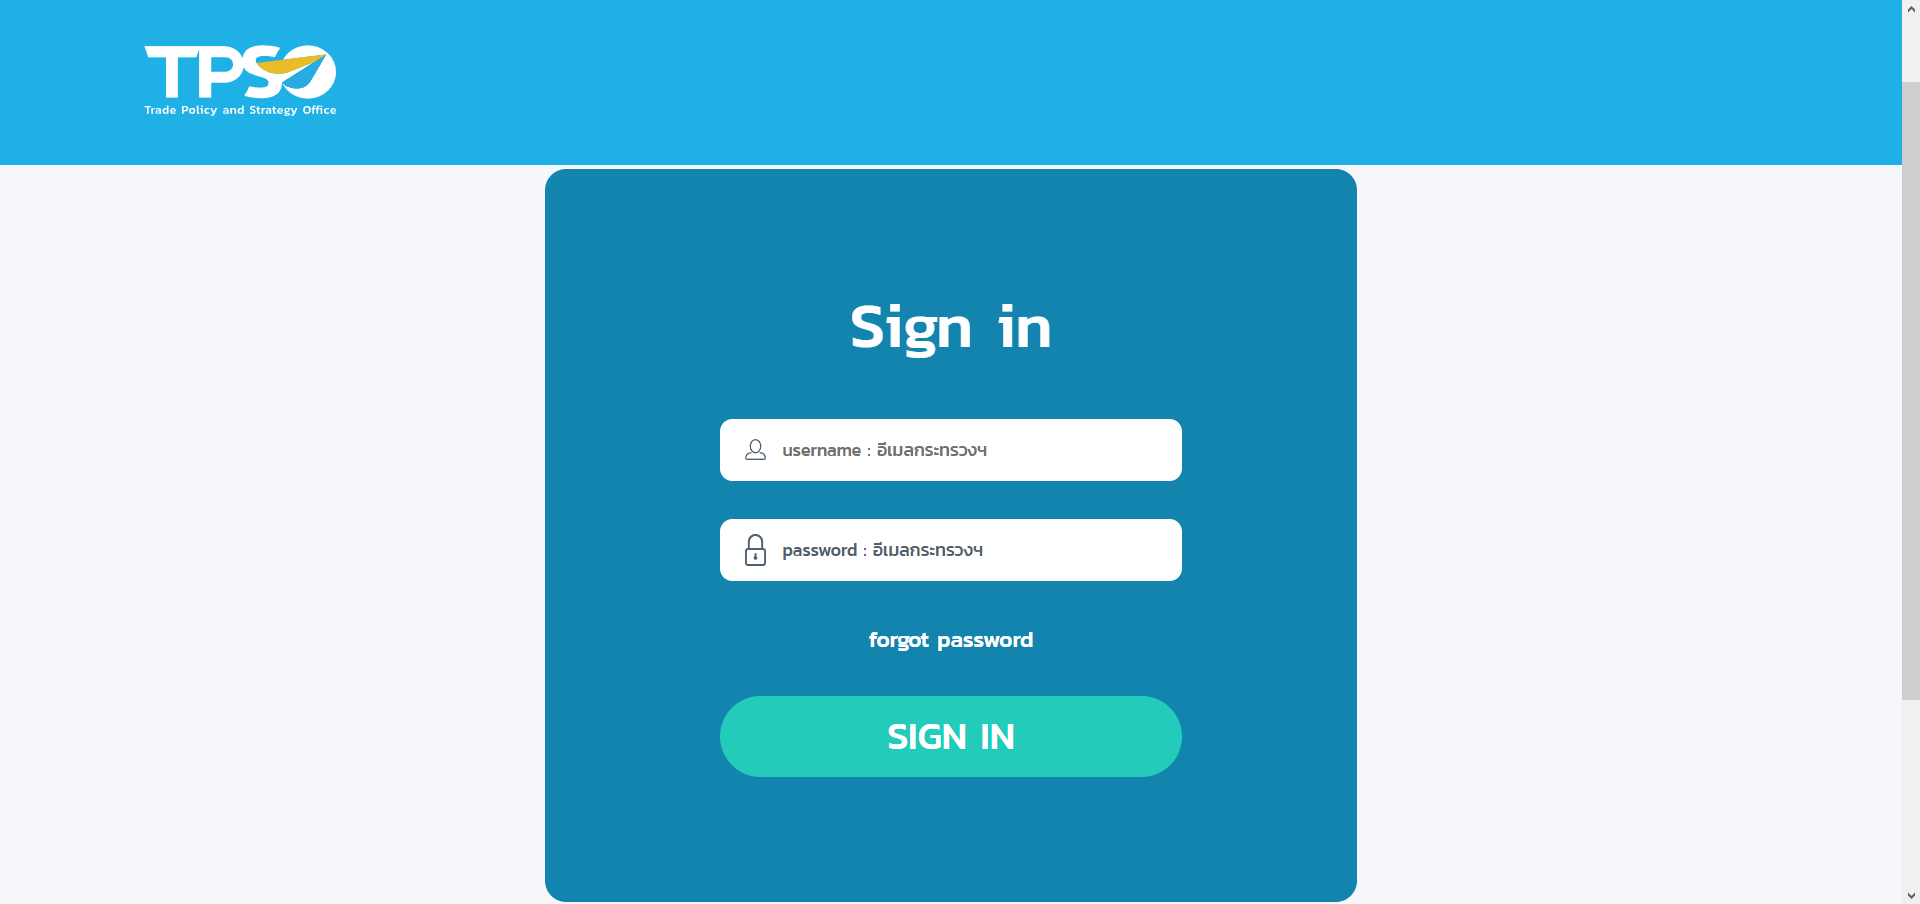 TPSO
Trade Policy and Strategy Office
Sign in
username : อีเมลกระทรวงฯ
password : อีเมลกระทรวงฯ
forgot password
SIGN IN